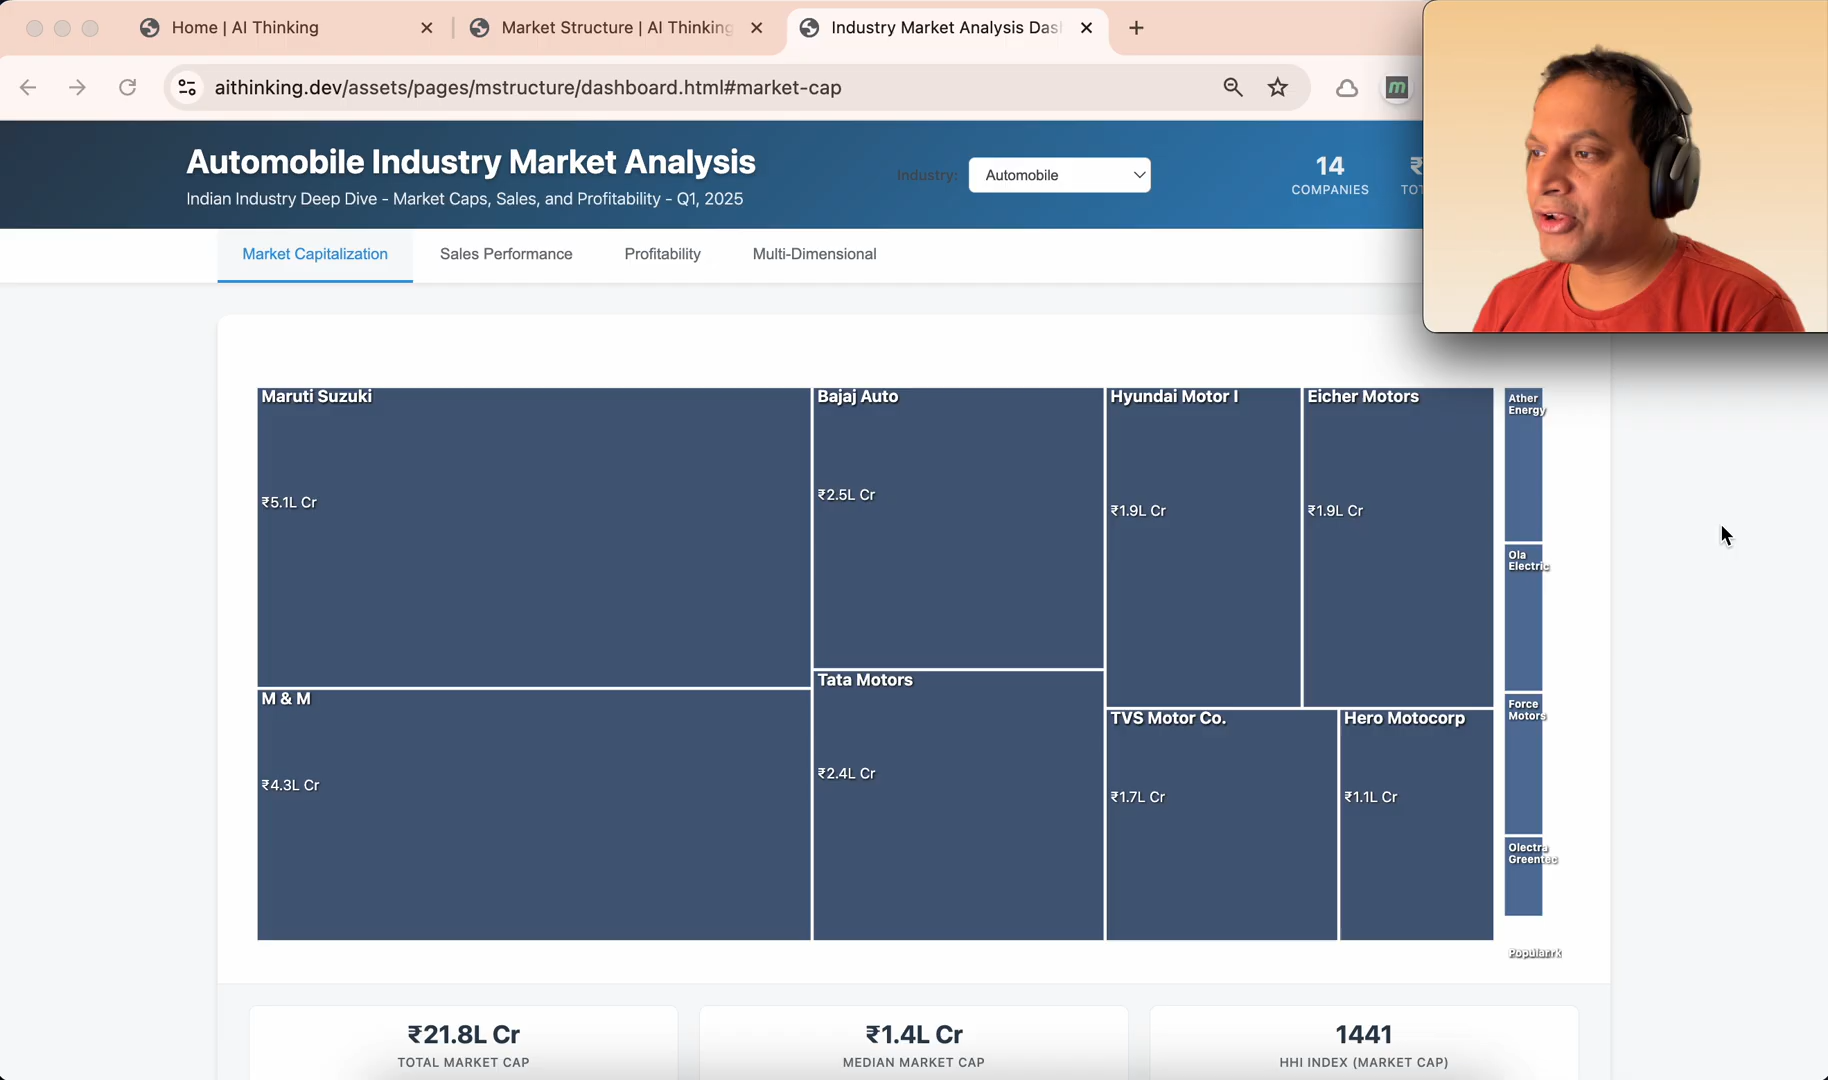 Home | AI Thinking
Market Structure | AI Thinking
Industry Market Analysis Das
aithinking.dev/assets/pages/mstructure/dashboard.html#market-cap
m
Automobile Industry Market Analysis
Indian Industry Deep Dive - Market Caps, Sales, and Profitability - Q1, 2025
Industry:
Automobile
14
COMPANIES
₹
TOT
Market Capitalization
Sales Performance
Profitability
Multi-Dimensional
Maruti Suzuki
₹5.1L Cr
M & M
₹4.3L Cr
Bajaj Auto
₹2.5L Cr
Tata Motors
₹2.4L Cr
Hyundai Motor I
₹1.9L Cr
Eicher Motors
₹1.9L Cr
TVS Motor Co.
₹1.7L Cr
Hero Motocorp
₹1.1L Cr
Ather
Energy
Ola
Electric
Force
Motors
Olectra
Greentec
₹21.8L Cr
TOTAL MARKET CAP
₹1.4L Cr
MEDIAN MARKET CAP
1441
HHI INDEX (MARKET CAP)